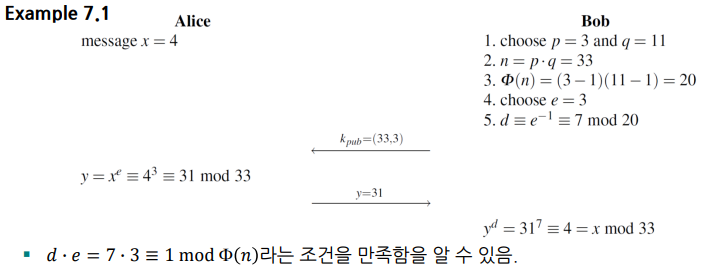 Example 7.1
Alice
message x = 4
Bob
1. choose p = 3 and q = 11
2. n = p·q = 33
3. Φ(n) = (3 − 1)(11 − 1) = 20
4. choose e = 3
5. d ≡ e⁻¹ ≡ 7 mod 20
k_pub=(33,3)
y = xᵉ ≡ 4³ ≡ 31 mod 33
y=31
yᵈ = 31⁷ ≡ 4 = x mod 33
▪ d · e = 7 · 3 ≡ 1 mod Φ(n)라는 조건을 만족함을 알 수 있음.